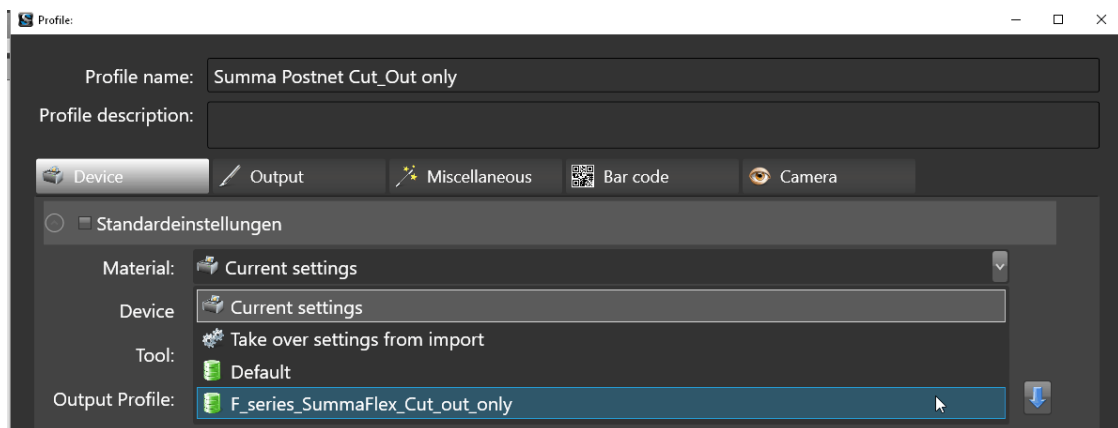 Profile:
Profile name: Summa Postnet Cut_Out only
Profile description:
Device Output Miscellaneous Bar code Camera
Standardeinstellungen
Material: Current settings
Device Current settings
Take over settings from import
Tool:
Default
Output Profile: F_series_SummaFlex_Cut_out_only